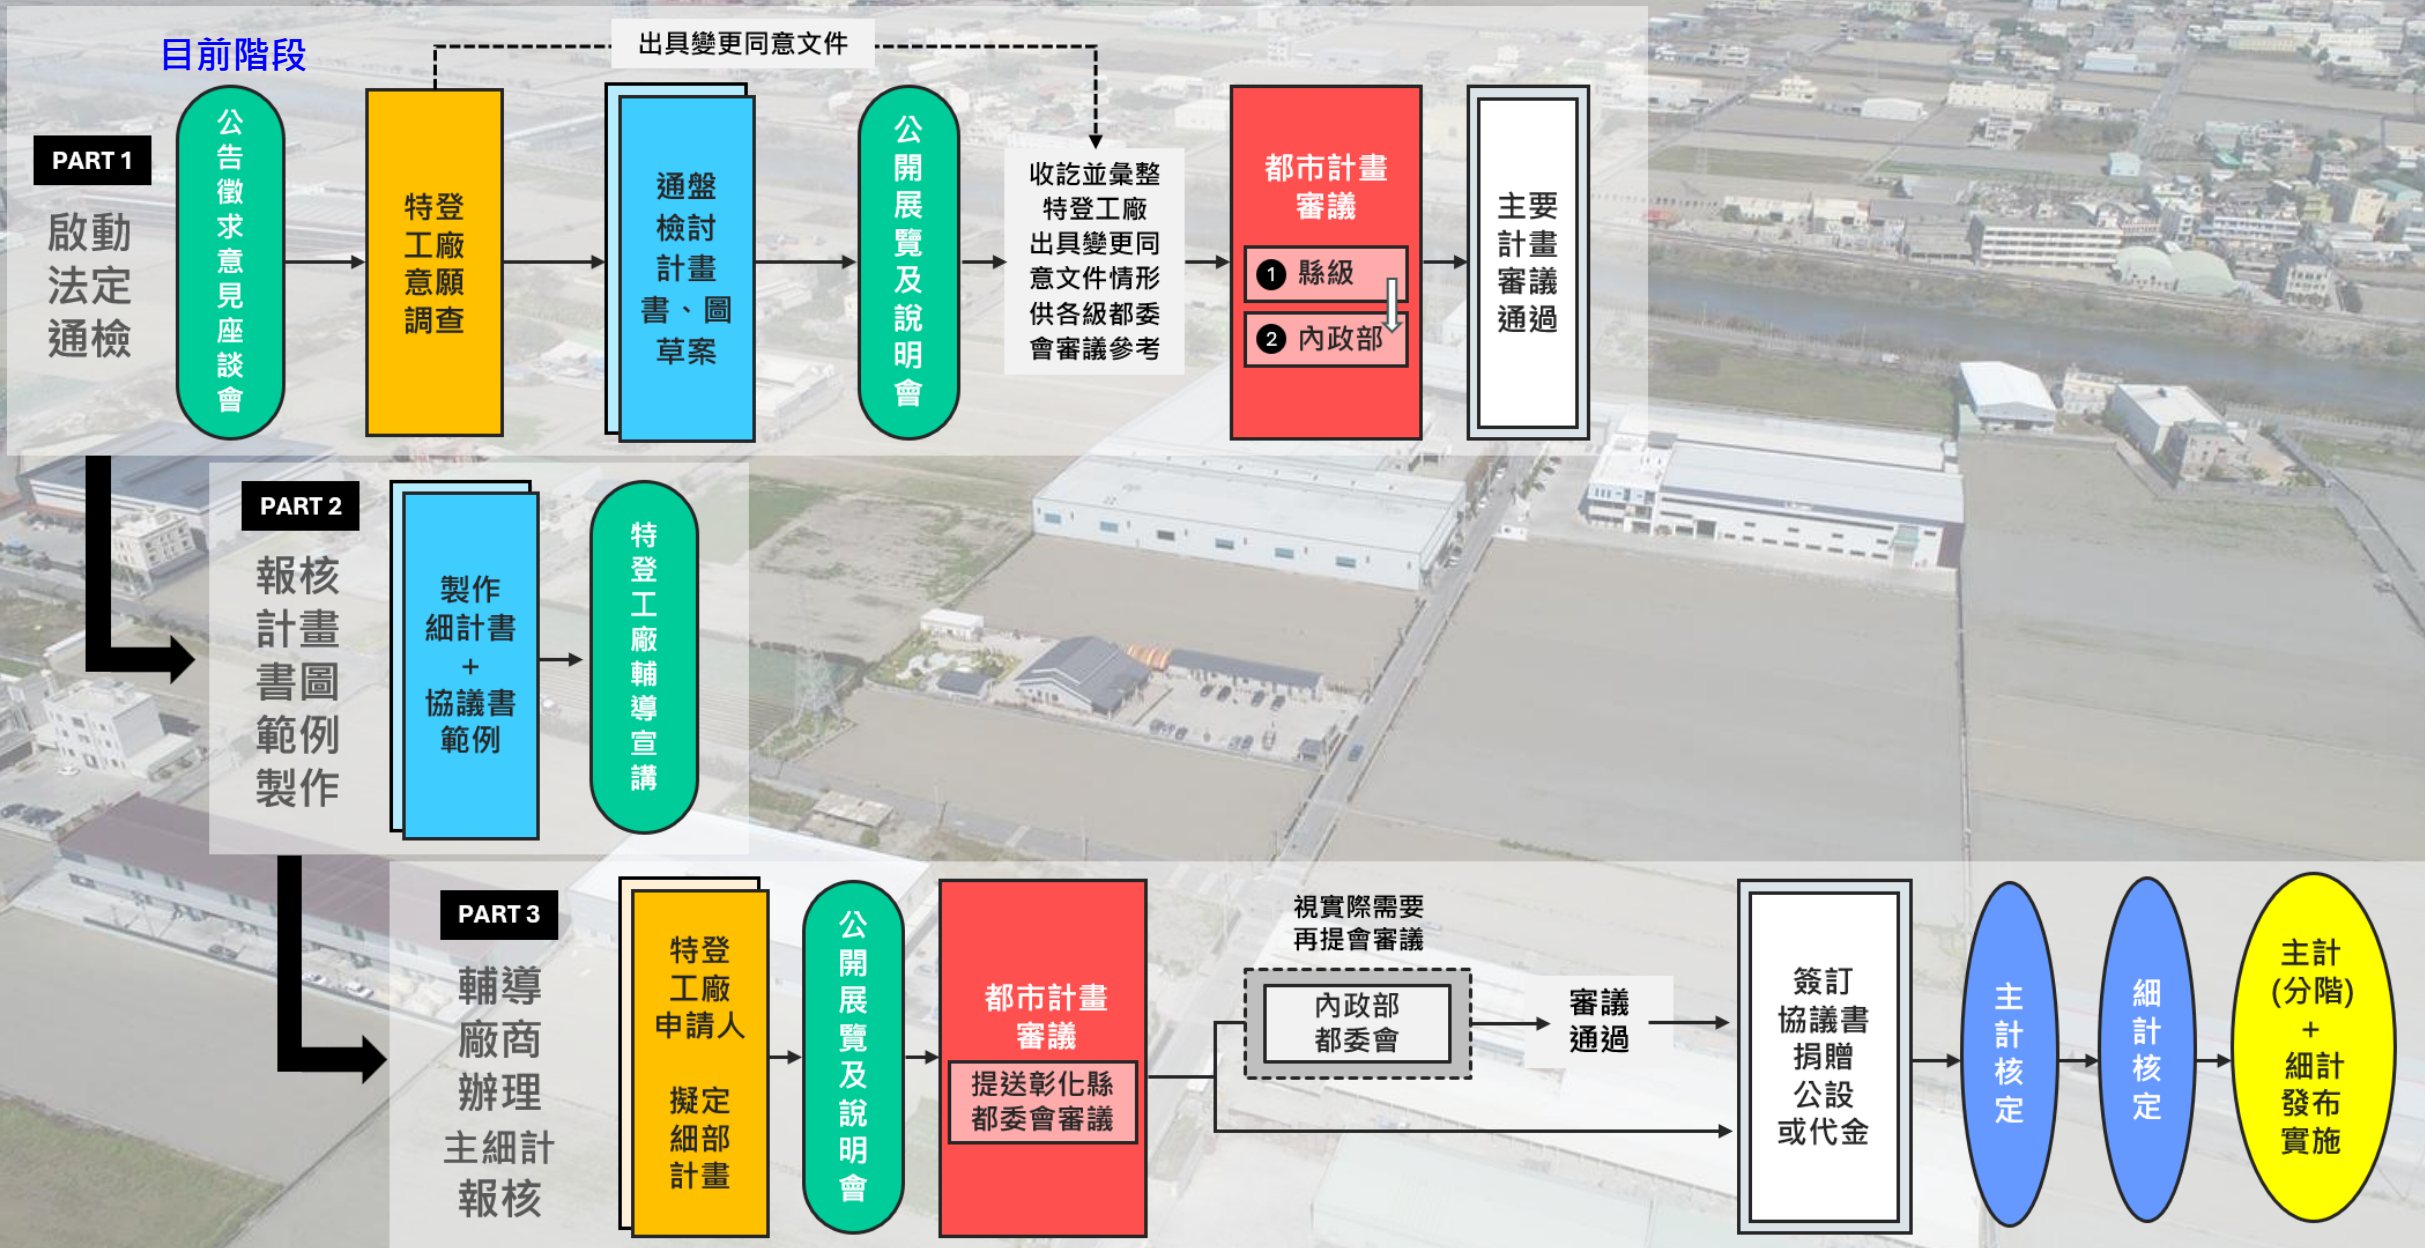 目前階段
出具變更同意文件
PART 1
啟動
法定
通檢
公告徵求意見座談會
特登
工廠
意願
調查
通盤
檢討
計畫
書、圖
草案
公開展覽及說明會
收訖並彙整
特登工廠
出具變更同
意文件情形
供各級都委
會審議參考
都市計畫
審議
1 縣級
2 內政部
主要
計畫
審議
通過
PART 2
報核
計畫
書圖
範例
製作
製作
細計書
+
協議書
範例
特登工廠輔導宣講
PART 3
輔導
廠商
辦理
主細計
報核
特登
工廠
申請人
擬定
細部
計畫
公開展覽及說明會
都市計畫
審議
提送彰化縣
都委會審議
視實際需要
再提會審議
內政部
都委會
審議
通過
簽訂
協議書
捐贈
公設
或代金
主計核定
細計核定
主計
(分階)
+
細計
發布
實施